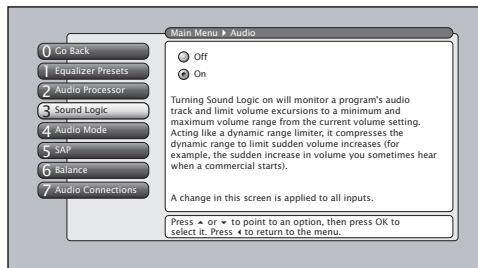 Main Menu ▸ Audio
0 Go Back
1 Equalizer Presets
2 Audio Processor
3 Sound Logic
4 Audio Mode
5 SAP
6 Balance
7 Audio Connections
Off
On
Turning Sound Logic on will monitor a program's audio
track and limit volume excursions to a minimum and
maximum volume range from the current volume setting.
Acting like a dynamic range limiter, it compresses the
dynamic range to limit sudden volume increases (for
example, the sudden increase in volume you sometimes hear
when a commercial starts).
A change in this screen is applied to all inputs.
Press ▲ or ▼ to point to an option, then press OK to
select it. Press ◀ to return to the menu.